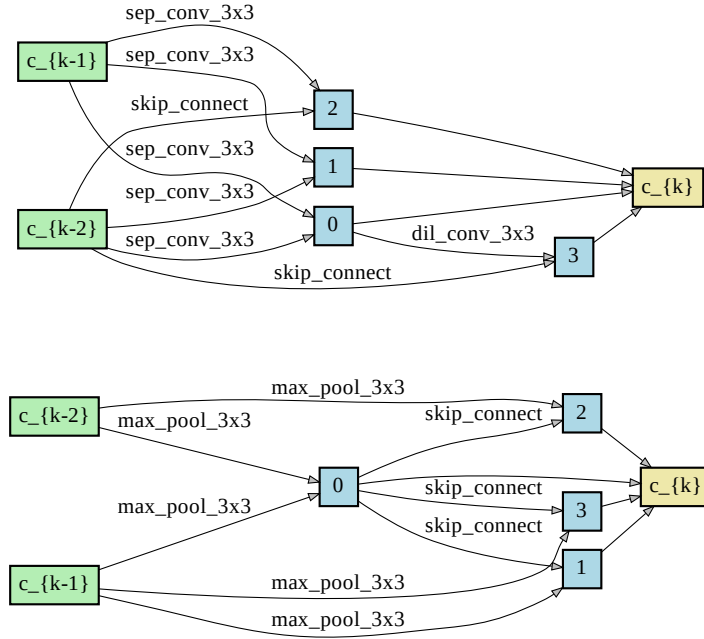 sep_conv_3x3
c_{k-1}
sep_conv_3x3
skip_connect
2
sep_conv_3x3
1
c_{k}
sep_conv_3x3
c_{k-2}
0
sep_conv_3x3
dil_conv_3x3
3
skip_connect
max_pool_3x3
c_{k-2}
max_pool_3x3
skip_connect
2
0
c_{k}
skip_connect
max_pool_3x3
3
skip_connect
c_{k-1}
max_pool_3x3
1
max_pool_3x3